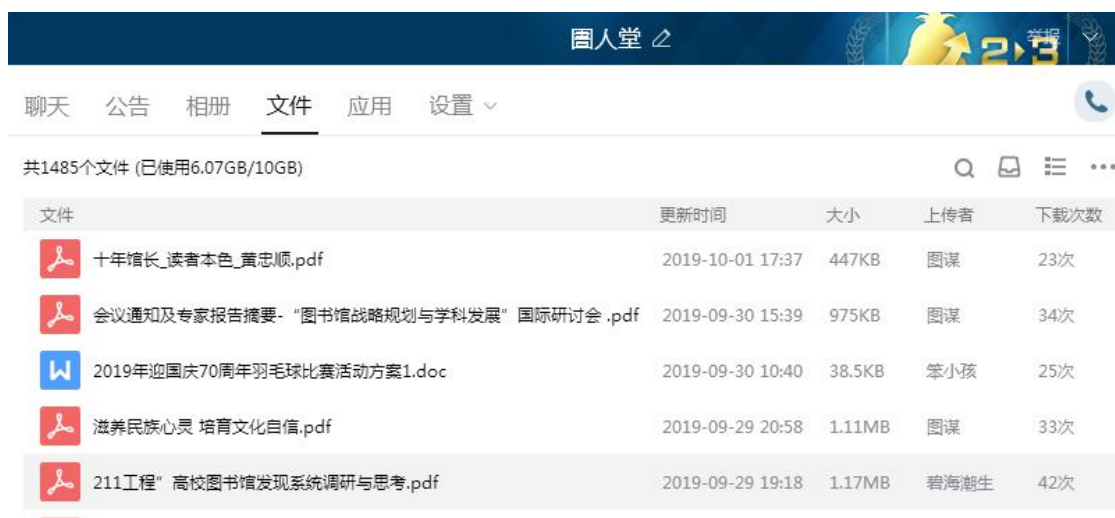 圕人堂
2 3 举报
聊天 公告 相册 文件 应用 设置
共1485个文件 (已使用6.07GB/10GB)
文件 更新时间 大小 上传者 下载次数
十年馆长_读者本色_黄忠顺.pdf 2019-10-01 17:37 447KB 图谋 23次
会议通知及专家报告摘要-“图书馆战略规划与学科发展”国际研讨会 .pdf 2019-09-30 15:39 975KB 图谋 34次
2019年迎国庆70周年羽毛球比赛活动方案1.doc 2019-09-30 10:40 38.5KB 笨小孩 25次
滋养民族心灵 培育文化自信.pdf 2019-09-29 20:58 1.11MB 图谋 33次
211工程”高校图书馆发现系统调研与思考.pdf 2019-09-29 19:18 1.17MB 碧海潮生 42次